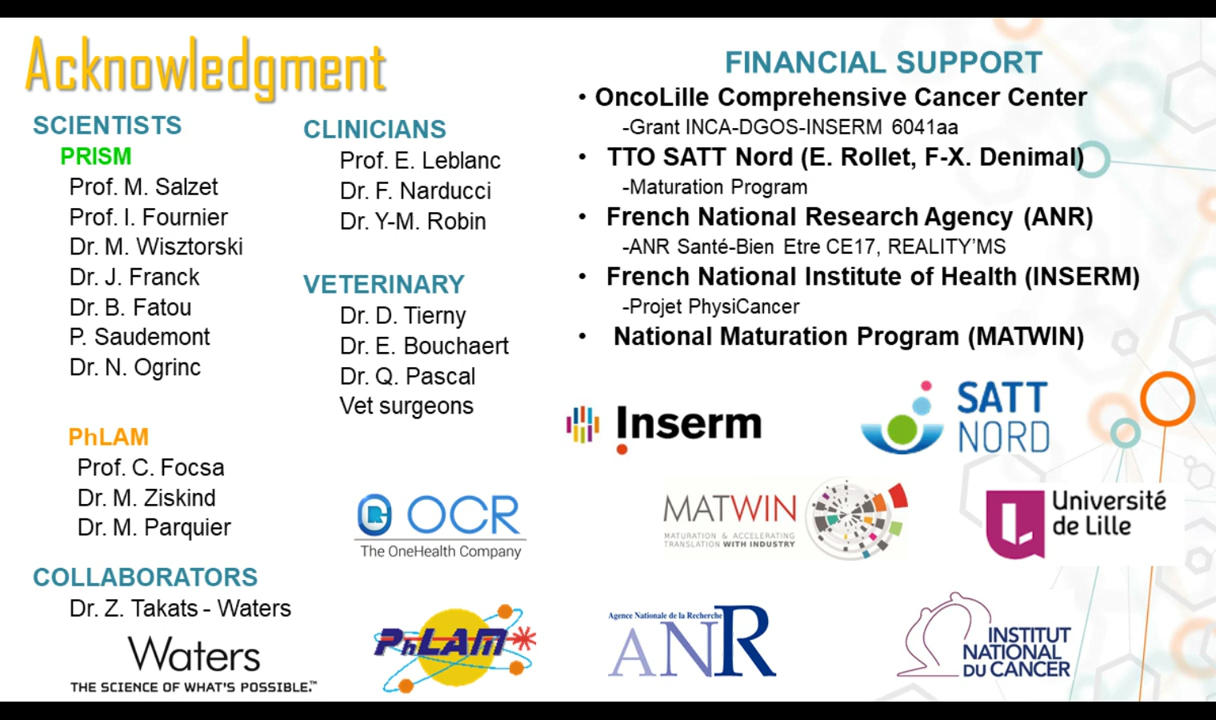 Acknowledgment
SCIENTISTS
PRISM
Prof. M. Salzet
Prof. I. Fournier
Dr. M. Wisztorski
Dr. J. Franck
Dr. B. Fatou
P. Saudemont
Dr. N. Ogrinc
PhLAM
Prof. C. Focsa
Dr. M. Ziskind
Dr. M. Parquier
COLLABORATORS
Dr. Z. Takats - Waters
Waters
THE SCIENCE OF WHAT'S POSSIBLE.™
CLINICIANS
Prof. E. Leblanc
Dr. F. Narducci
Dr. Y-M. Robin
VETERINARY
Dr. D. Tierny
Dr. E. Bouchaert
Dr. Q. Pascal
Vet surgeons
OCR
The OneHealth Company
PhLAM
FINANCIAL SUPPORT
• OncoLille Comprehensive Cancer Center
-Grant INCA-DGOS-INSERM 6041aa
• TTO SATT Nord (E. Rollet, F-X. Denimal)
-Maturation Program
• French National Research Agency (ANR)
-ANR Santé-Bien Etre CE17, REALITY'MS
• French National Institute of Health (INSERM)
-Projet PhysiCancer
• National Maturation Program (MATWIN)
Inserm
SATT
NORD
MATWIN
MATURATION & ACCELERATING
TRANSLATION WITH INDUSTRY
Université
de Lille
Agence Nationale de la Recherche
ANR
INSTITUT
NATIONAL
DU CANCER